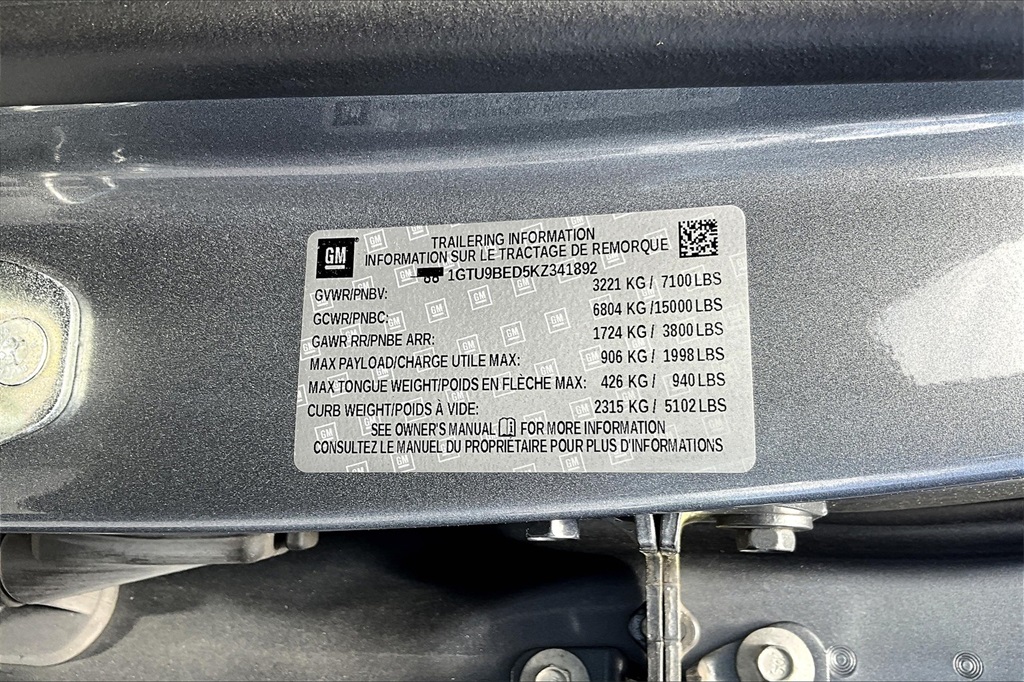 GM
TRAILERING INFORMATION
INFORMATION SUR LE TRACTAGE DE REMORQUE
1GTU9BED5KZ341892
GVWR/PNBV: 3221 KG / 7100 LBS
GCWR/PNBC: 6804 KG /15000 LBS
GAWR RR/PNBE ARR: 1724 KG / 3800 LBS
MAX PAYLOAD/CHARGE UTILE MAX: 906 KG / 1998 LBS
MAX TONGUE WEIGHT/POIDS EN FLÈCHE MAX: 426 KG / 940 LBS
CURB WEIGHT/POIDS À VIDE: 2315 KG / 5102 LBS
SEE OWNER'S MANUAL FOR MORE INFORMATION
CONSULTEZ LE MANUEL DU PROPRIÉTAIRE POUR PLUS D'INFORMATIONS